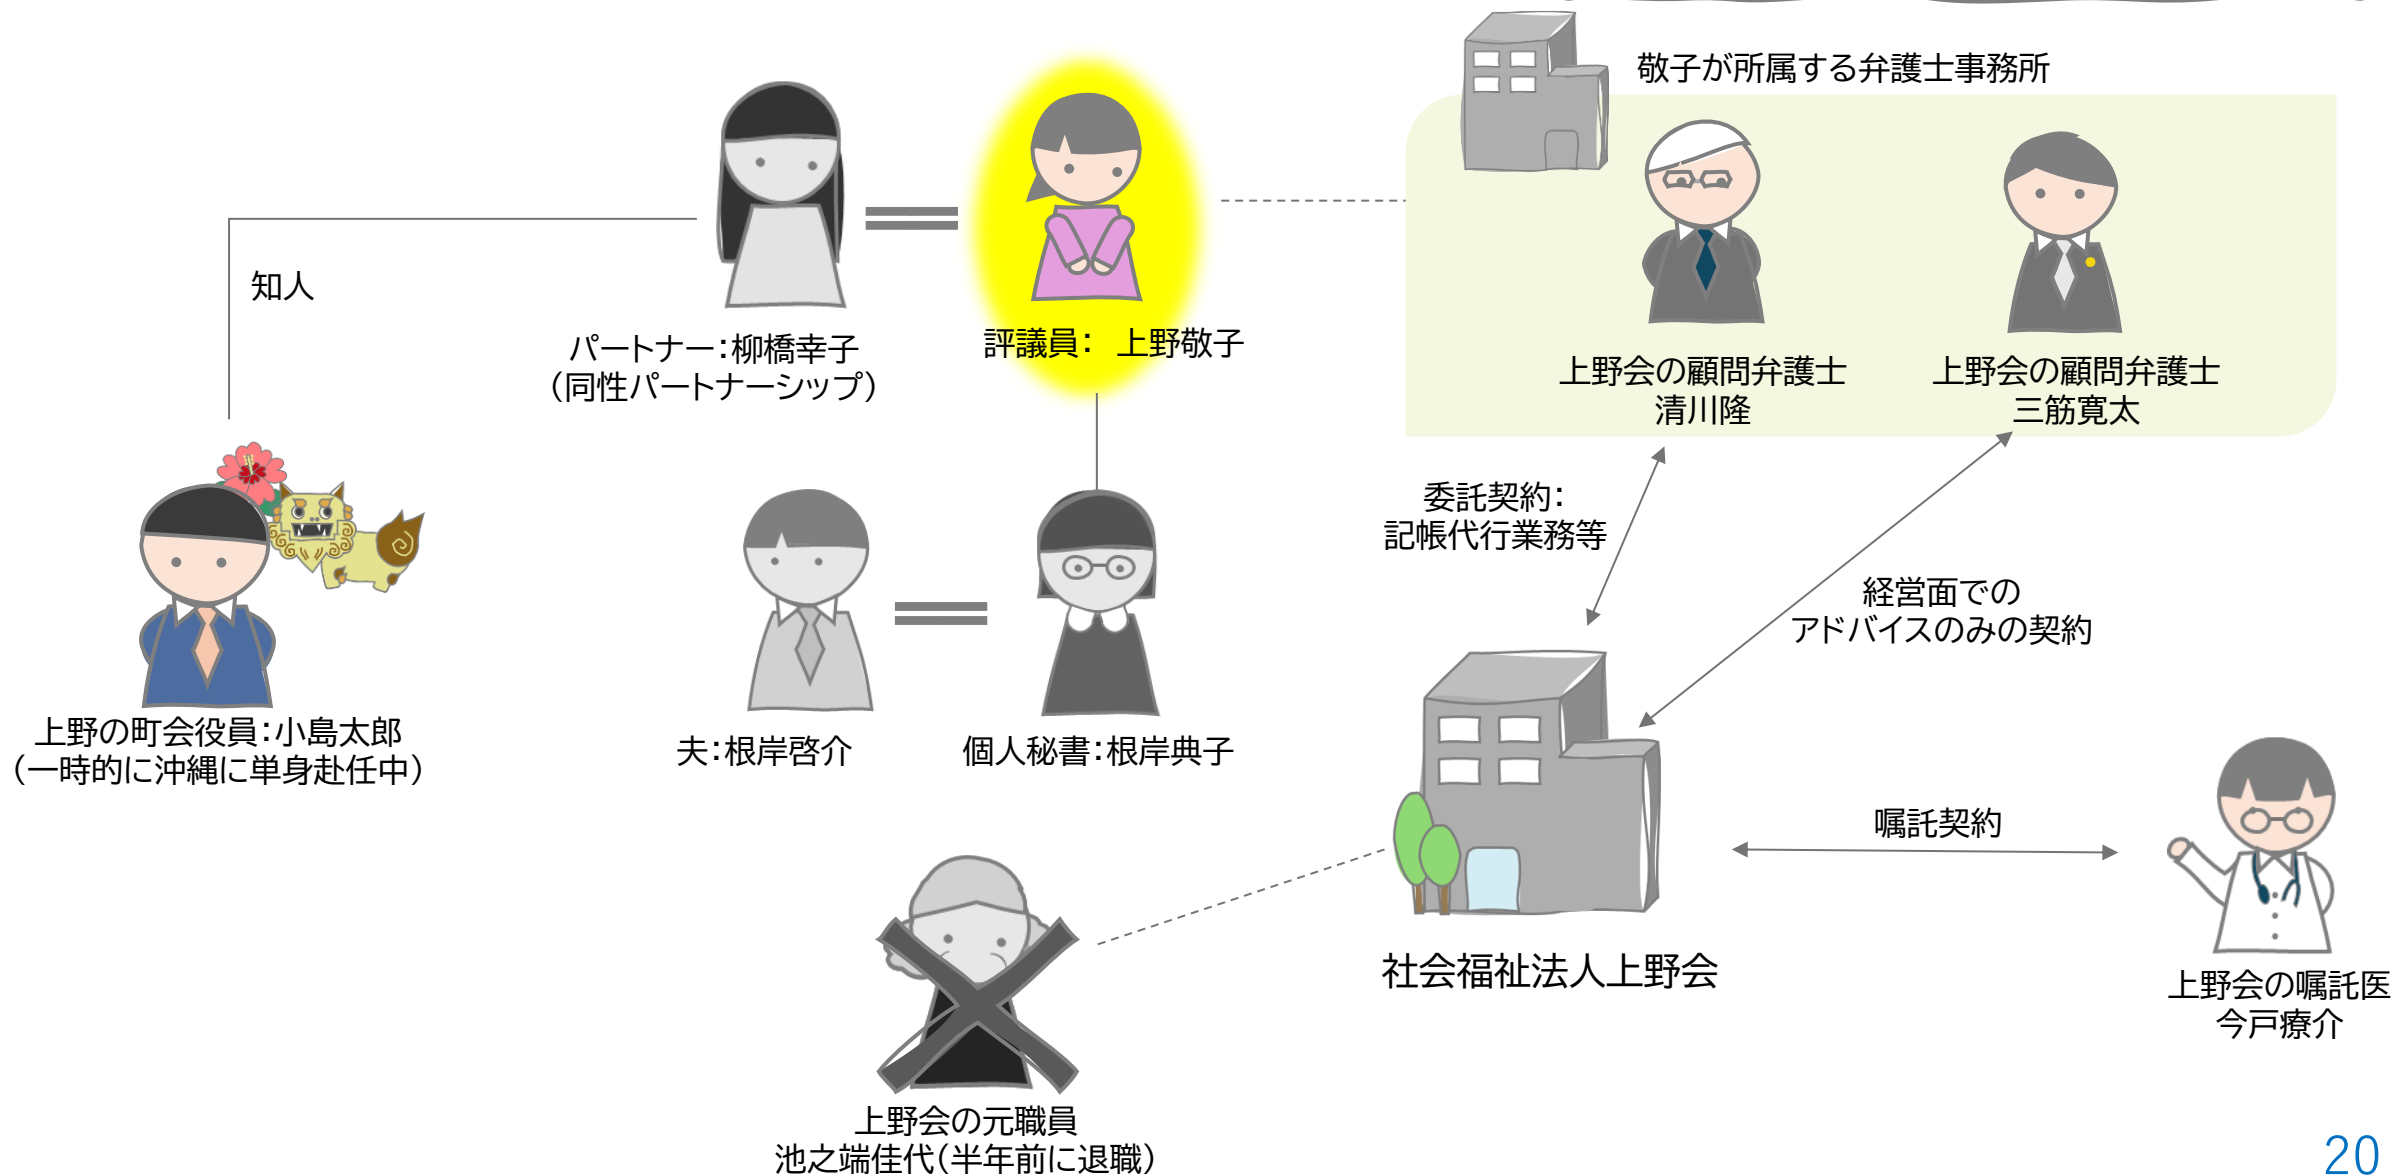 敬子が所属する弁護士事務所
知人
パートナー：柳橋幸子
（同性パートナーシップ）
評議員： 上野敬子
上野会の顧問弁護士
清川隆
上野会の顧問弁護士
三筋寛太
委託契約：
記帳代行業務等
経営面での
アドバイスのみの契約
上野の町会役員：小島太郎
（一時的に沖縄に単身赴任中）
夫：根岸啓介
個人秘書：根岸典子
嘱託契約
社会福祉法人上野会
上野会の嘱託医
今戸療介
上野会の元職員
池之端佳代（半年前に退職）
20